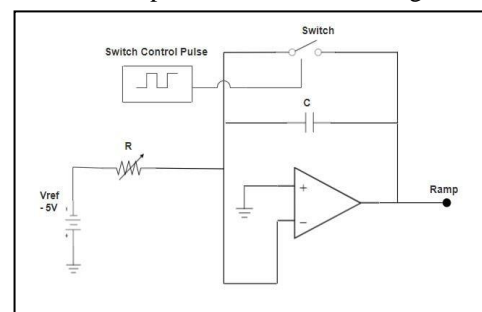 Switch
Switch Control Pulse
C
R
+
Ramp
Vref
- 5V
-